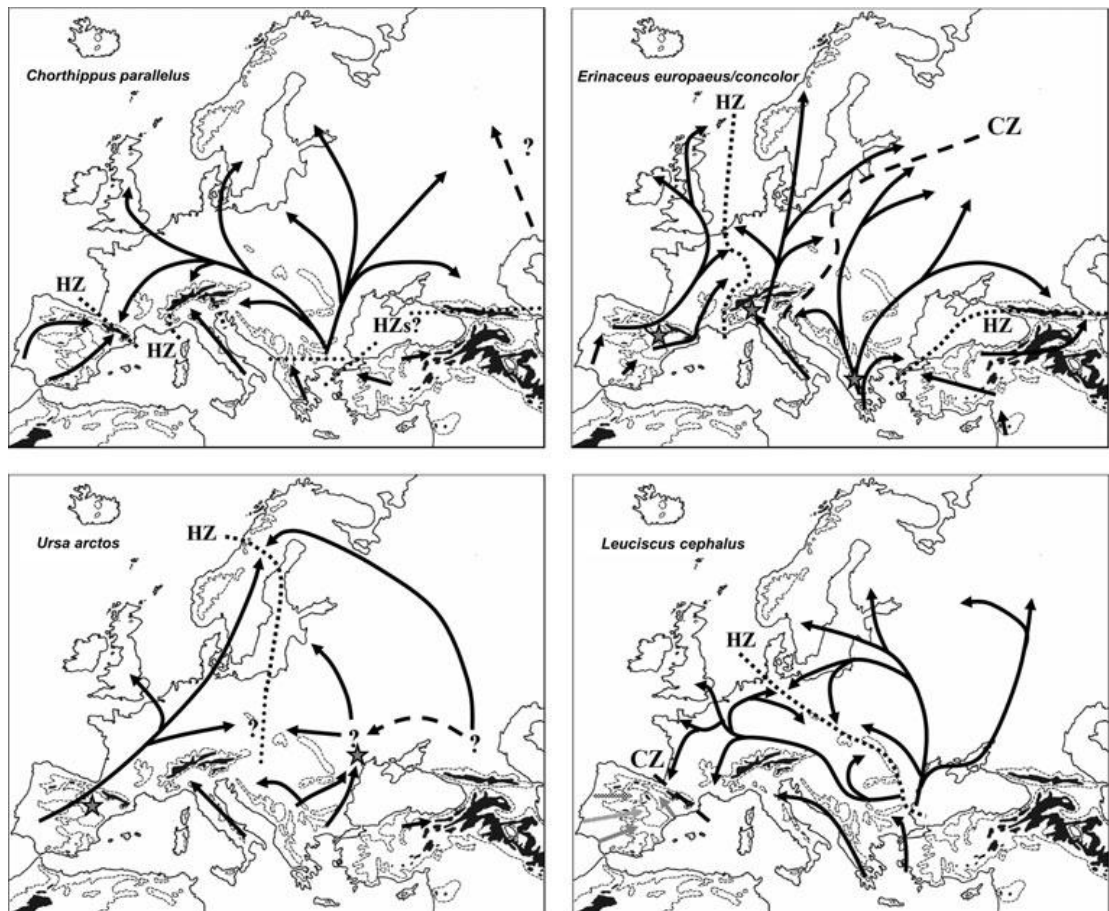 Chorthippus parallelus
HZ
HZ
HZs?
?
Erinaceus europaeus/concolor
HZ
CZ
HZ
Ursa arctos
HZ
?
?
?
Leuciscus cephalus
HZ
CZ